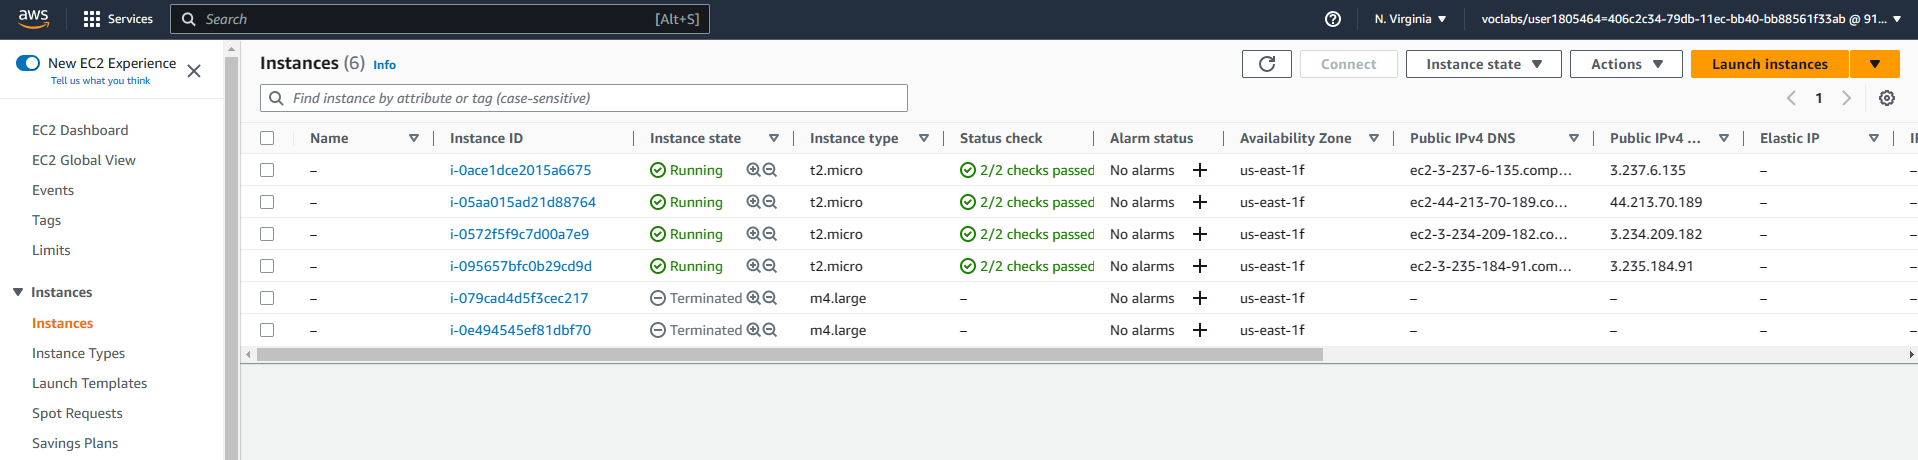 aws Services Search [Alt+S] N. Virginia voclabs/user1805464=406c2c34-79db-11ec-bb40-bb88561f33ab @ 91...
New EC2 Experience
Tell us what you think
EC2 Dashboard
EC2 Global View
Events
Tags
Limits
Instances
Instances
Instance Types
Launch Templates
Spot Requests
Savings Plans
Instances (6) Info Connect Instance state Actions Launch instances
Find instance by attribute or tag (case-sensitive) 1
Name Instance ID Instance state Instance type Status check Alarm status Availability Zone Public IPv4 DNS Public IPv4 ... Elastic IP
– i-0ace1dce2015a6675 Running t2.micro 2/2 checks passed No alarms + us-east-1f ec2-3-237-6-135.comp... 3.237.6.135 – –
– i-05aa015ad21d88764 Running t2.micro 2/2 checks passed No alarms + us-east-1f ec2-44-213-70-189.co... 44.213.70.189 – –
– i-0572f5f9c7d00a7e9 Running t2.micro 2/2 checks passed No alarms + us-east-1f ec2-3-234-209-182.co... 3.234.209.182 – –
– i-095657bfc0b29cd9d Running t2.micro 2/2 checks passed No alarms + us-east-1f ec2-3-235-184-91.com... 3.235.184.91 – –
– i-079cad4d5f3cec217 Terminated m4.large – No alarms + us-east-1f – – – –
– i-0e494545ef81dbf70 Terminated m4.large – No alarms + us-east-1f – – – –